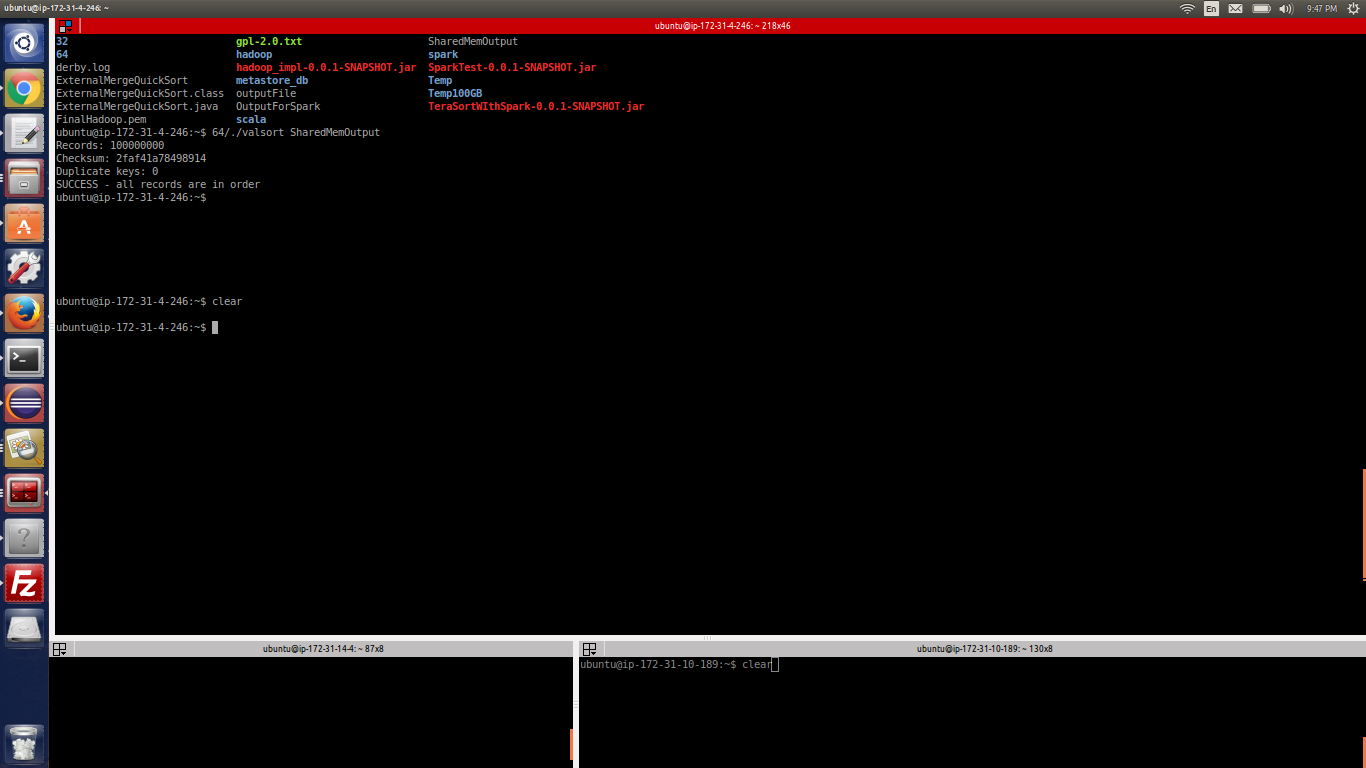 ubuntu@ip-172-31-4-246: ~
En
9:47 PM
ubuntu@ip-172-31-4-246: ~ 218x46
32 gpl-2.0.txt SharedMemOutput
64 hadoop spark
derby.log hadoop_impl-0.0.1-SNAPSHOT.jar SparkTest-0.0.1-SNAPSHOT.jar
ExternalMergeQuickSort metastore_db Temp
ExternalMergeQuickSort.class outputFile Temp100GB
ExternalMergeQuickSort.java OutputForSpark TeraSortWIthSpark-0.0.1-SNAPSHOT.jar
FinalHadoop.pem scala
ubuntu@ip-172-31-4-246:~$ 64/./valsort SharedMemOutput
Records: 100000000
Checksum: 2faf41a78498914
Duplicate keys: 0
SUCCESS - all records are in order
ubuntu@ip-172-31-4-246:~$
ubuntu@ip-172-31-4-246:~$ clear
ubuntu@ip-172-31-4-246:~$
ubuntu@ip-172-31-14-4: ~ 87x8
ubuntu@ip-172-31-10-189: ~ 130x8
ubuntu@ip-172-31-10-189:~$ clear